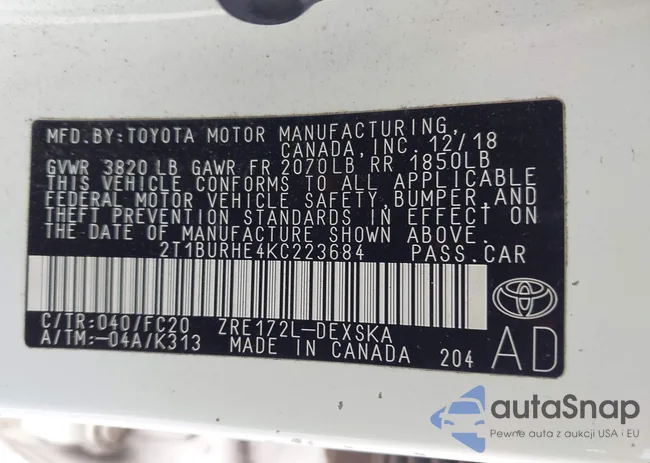 MFD.BY:TOYOTA MOTOR MANUFACTURING,
CANADA, INC. 12/18
GVWR 3820 LB GAWR FR 2070LB RR 1850LB
THIS VEHICLE CONFORMS TO ALL APPLICABLE
FEDERAL MOTOR VEHICLE SAFETY, BUMPER, AND
THEFT PREVENTION STANDARDS IN EFFECT ON
THE DATE OF MANUFACTURE SHOWN ABOVE.
2T1BURHE4KC223684 PASS.CAR
C/TR:040/FC20 ZRE172L-DEXSKA
A/TM:-04A/K313 MADE IN CANADA 204 AD
autaSnap
Pewne auta z aukcji USA i EU